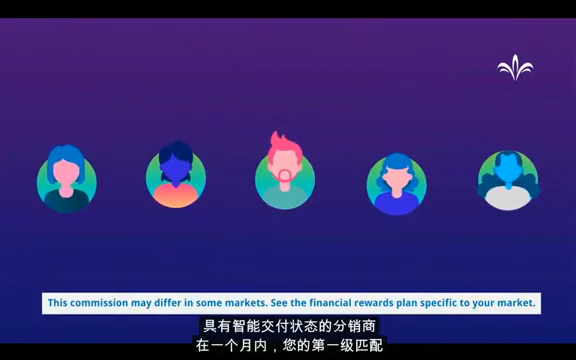 This commission may differ in some markets. See the financial rewards plan specific to your market.
具有智能交付状态的分销商
在一个月内，您的第一级匹配